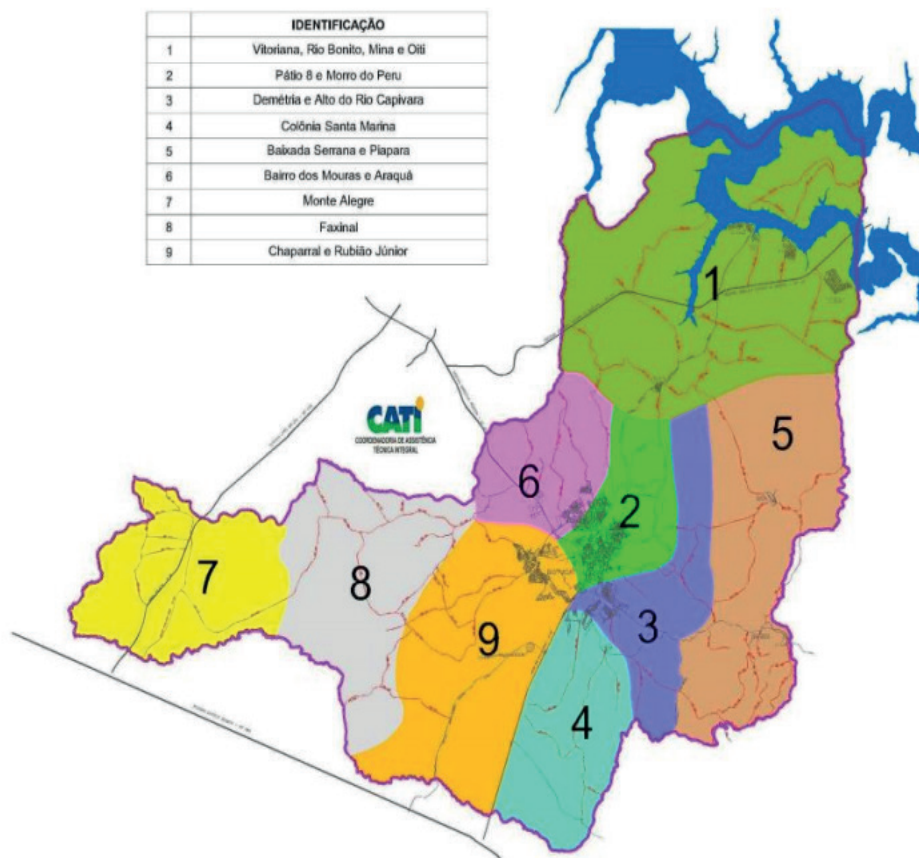 IDENTIFICAÇÃO
1 Vitoriana, Rio Bonito, Mina e Oiti
2 Pátio 8 e Morro do Peru
3 Demétria e Alto do Rio Capivara
4 Colônia Santa Marina
5 Baixada Serrana e Piapara
6 Bairro dos Mouras e Araquá
7 Monte Alegre
8 Faxinal
9 Chaparral e Rubião Júnior
1
5
CATI
COORDENADORIA DE ASSISTÊNCIA
TÉCNICA INTEGRAL
6
2
7
8
3
9
4